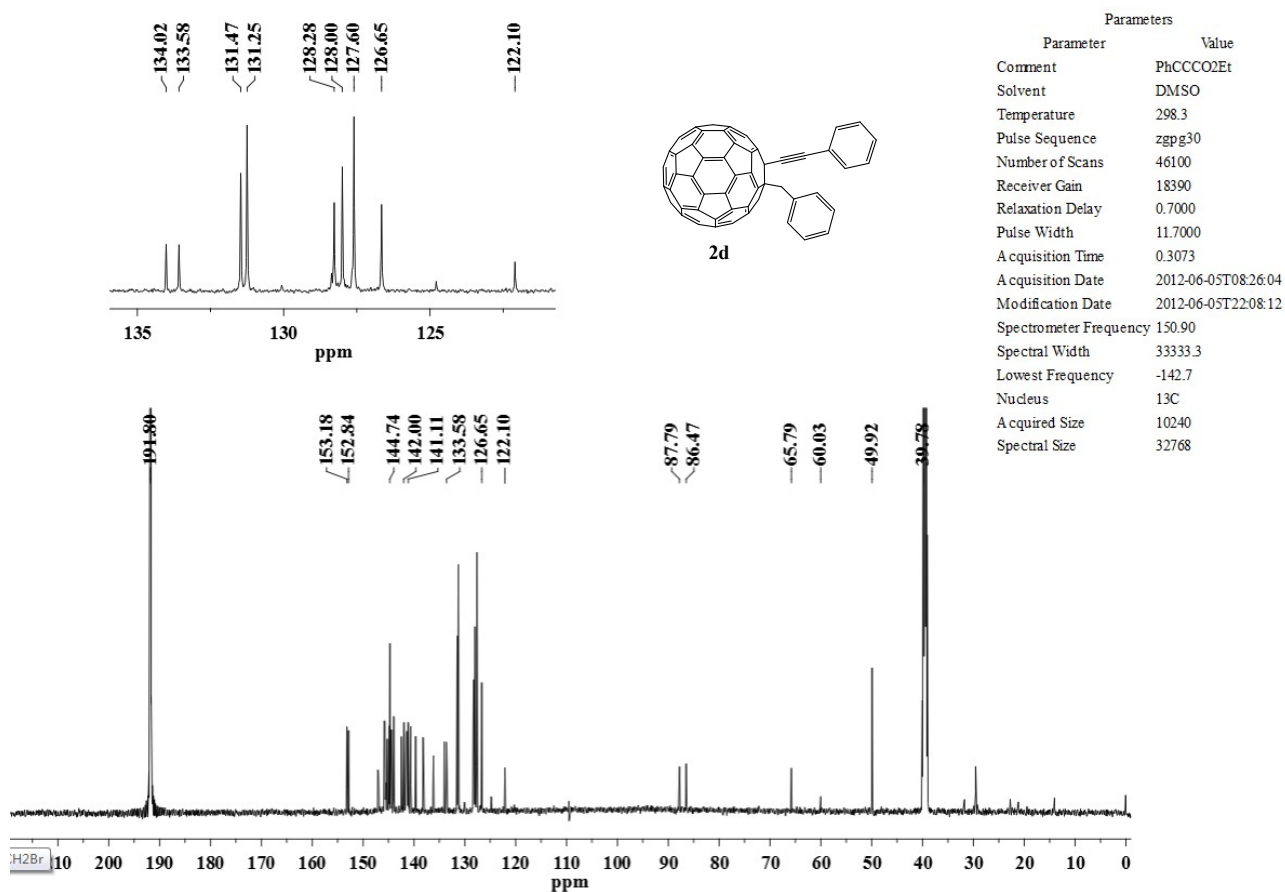 134.02
133.58
131.47
131.25
128.28
128.00
127.60
126.65
122.10
135 130 125
ppm
2d
Parameters
Parameter Value
Comment PhCCCO2Et
Solvent DMSO
Temperature 298.3
Pulse Sequence zgpg30
Number of Scans 46100
Receiver Gain 18390
Relaxation Delay 0.7000
Pulse Width 11.7000
Acquisition Time 0.3073
Acquisition Date 2012-06-05T08:26:04
Modification Date 2012-06-05T22:08:12
Spectrometer Frequency 150.90
Spectral Width 33333.3
Lowest Frequency -142.7
Nucleus 13C
Acquired Size 10240
Spectral Size 32768
191.80
153.18
152.84
144.74
142.00
141.11
133.58
126.65
122.10
87.79
86.47
65.79
60.03
49.92
39.78
CH2Br
10 200 190 180 170 160 150 140 130 120 110 100 90 80 70 60 50 40 30 20 10 0
ppm